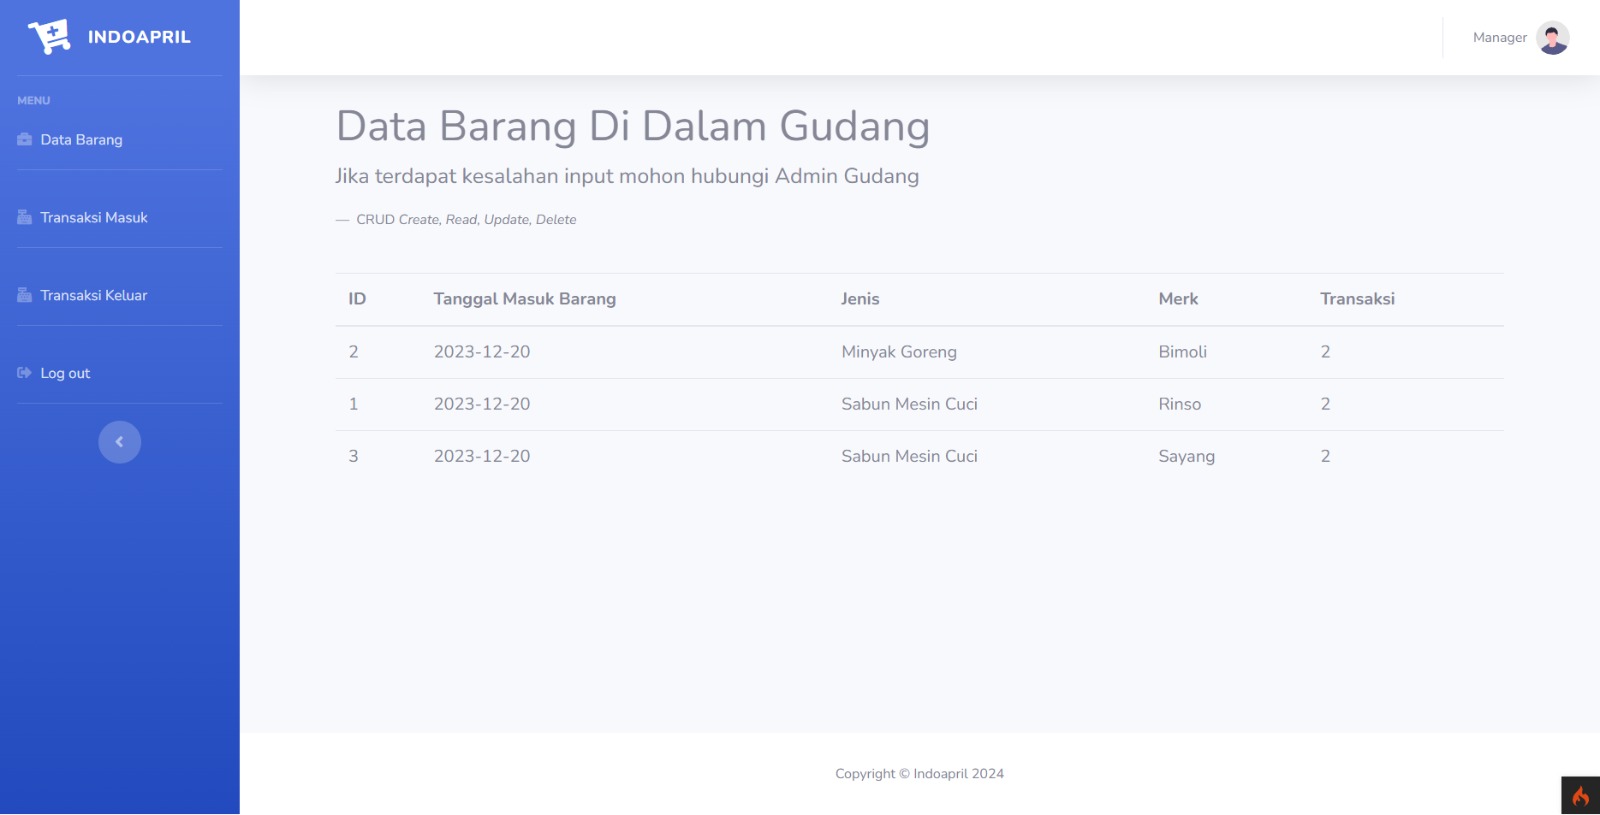 INDOAPRIL
Manager
MENU
Data Barang
Transaksi Masuk
Transaksi Keluar
Log out
Data Barang Di Dalam Gudang
Jika terdapat kesalahan input mohon hubungi Admin Gudang
— CRUD Create, Read, Update, Delete
ID Tanggal Masuk Barang Jenis Merk Transaksi
2 2023-12-20 Minyak Goreng Bimoli 2
1 2023-12-20 Sabun Mesin Cuci Rinso 2
3 2023-12-20 Sabun Mesin Cuci Sayang 2
Copyright © Indoapril 2024